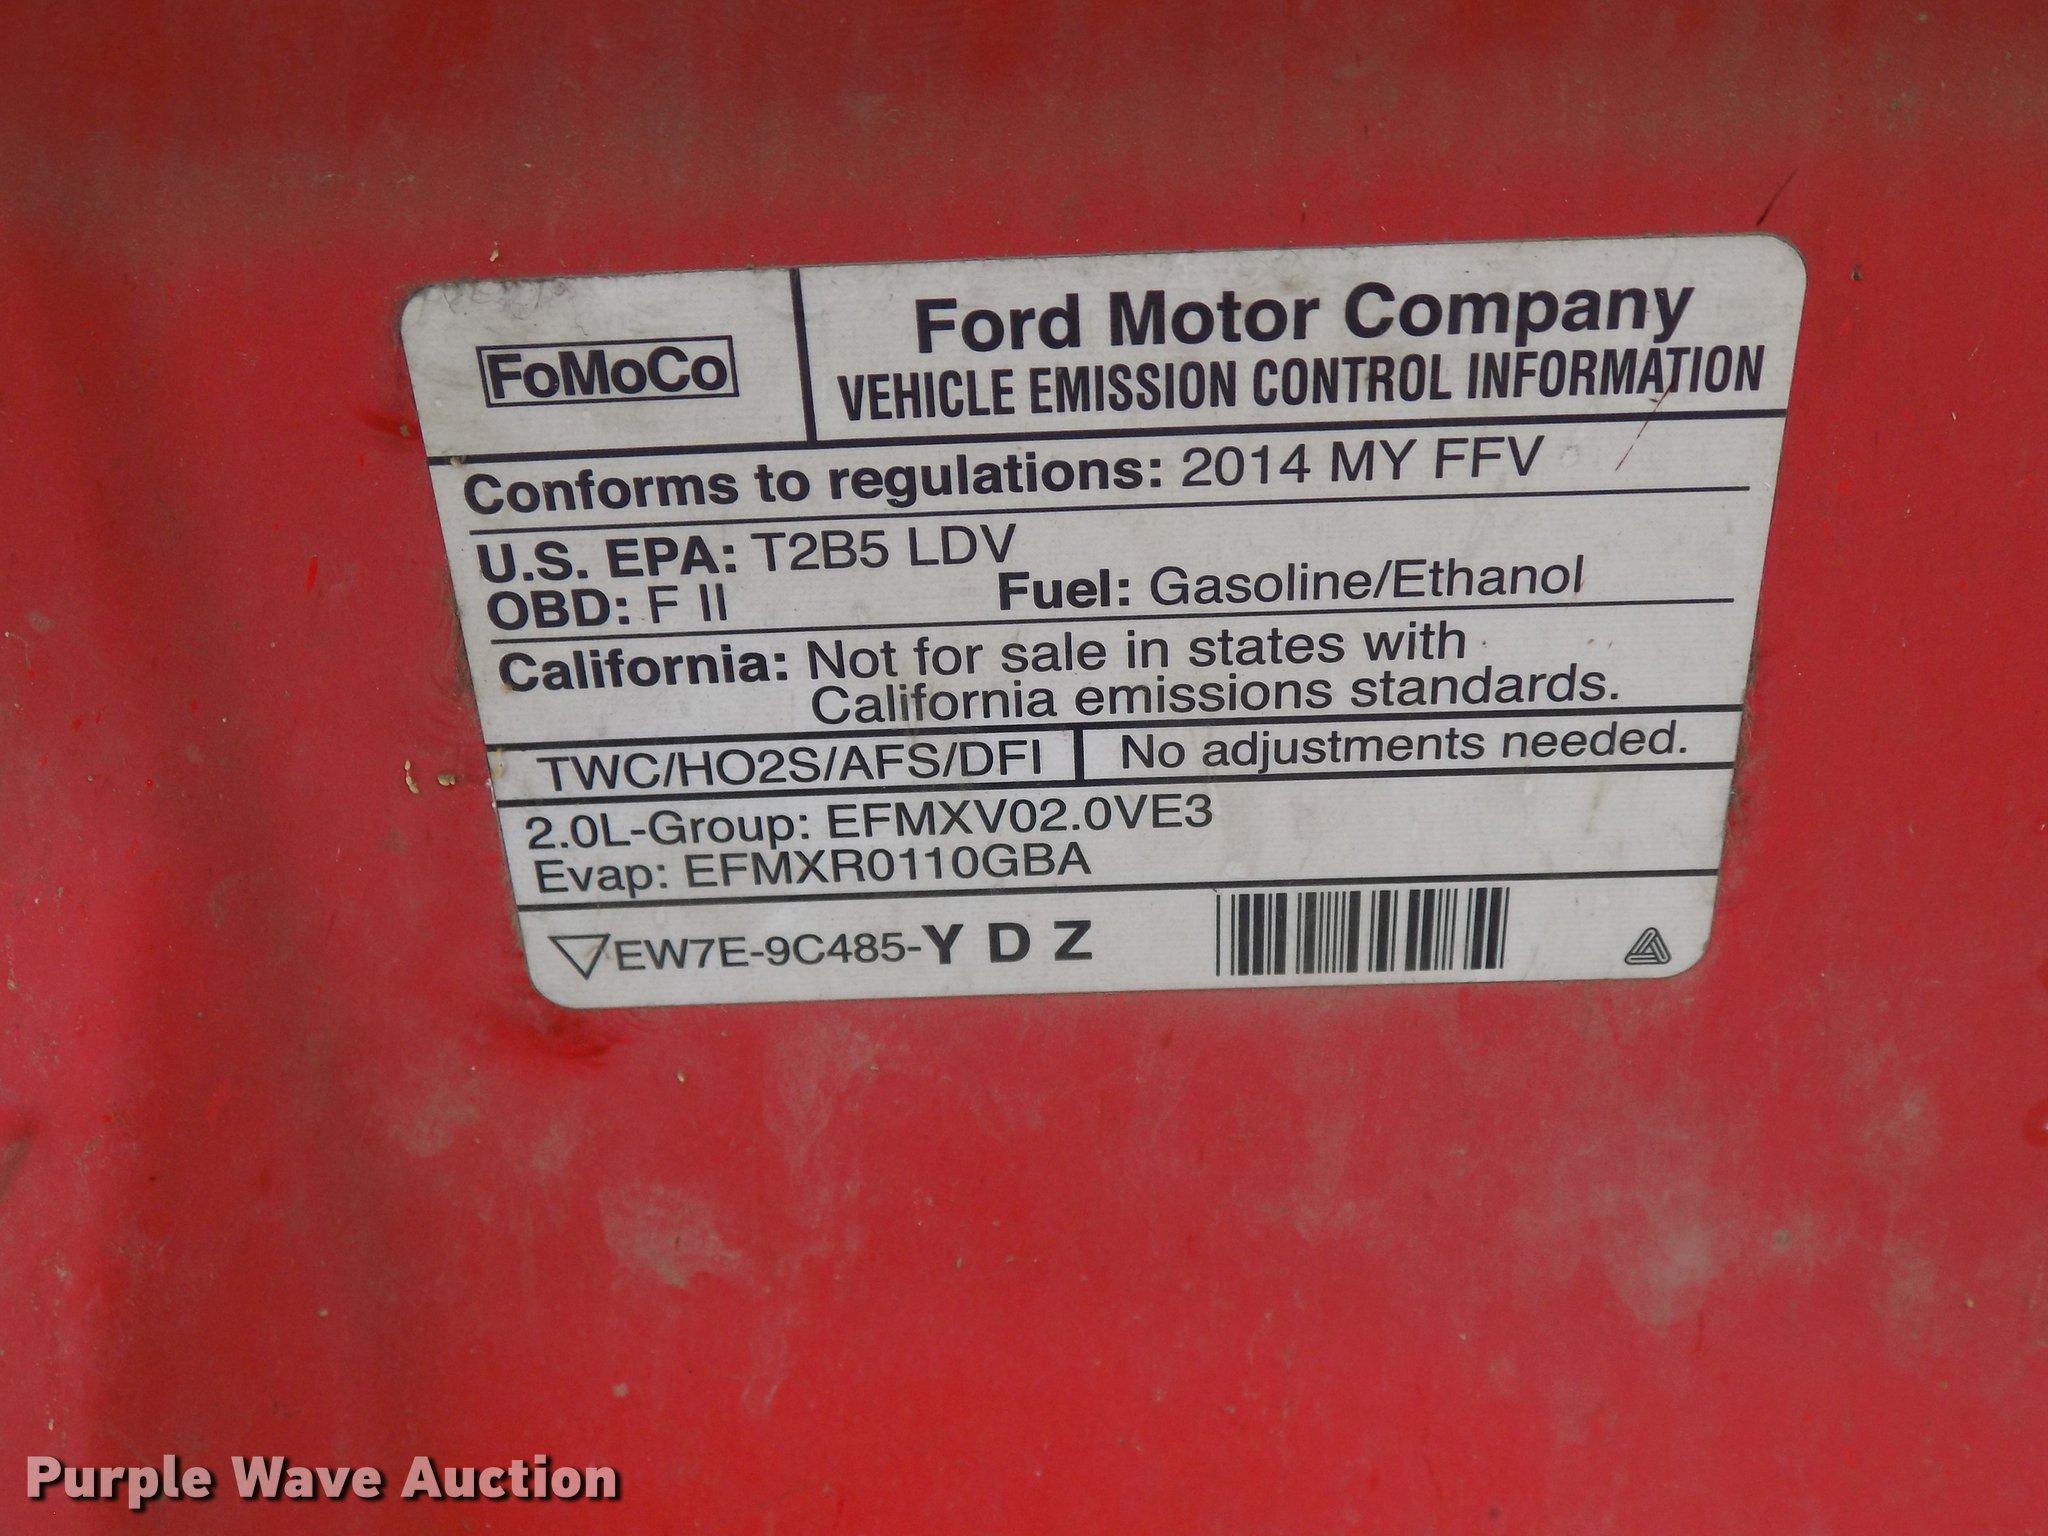 FoMoCo
Ford Motor Company
VEHICLE EMISSION CONTROL INFORMATION
Conforms to regulations: 2014 MY FFV
U.S. EPA: T2B5 LDV
OBD: F II
Fuel: Gasoline/Ethanol
California: Not for sale in states with
California emissions standards.
TWC/HO2S/AFS/DFI
No adjustments needed.
2.0L-Group: EFMXV02.0VE3
Evap: EFMXR0110GBA
EW7E-9C485-Y D Z
Purple Wave Auction